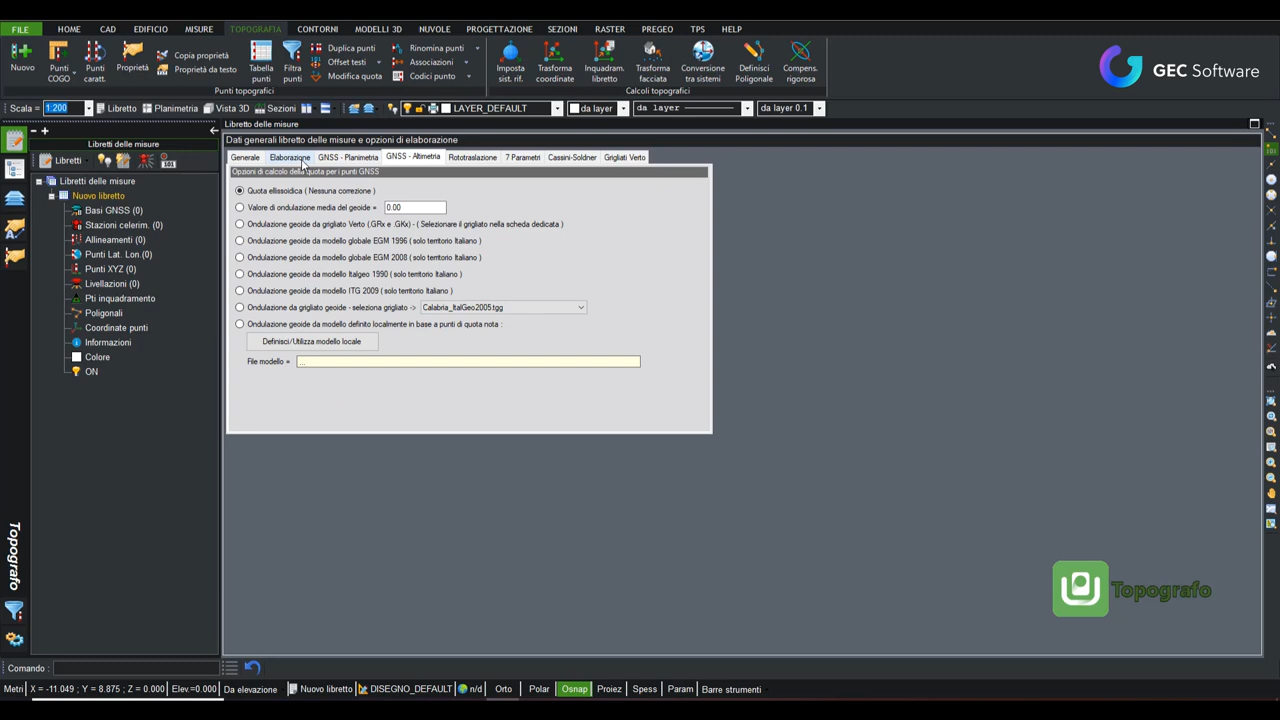 FILE HOME CAD EDIFICIO MISURE TOPOGRAFIA CONTORNI MODELLI 3D NUVOLE PROGETTAZIONE SEZIONI RASTER PREGEO TPS HELP
Nuovo
Punti COGO
Punti caratt.
Proprietà
Copia proprietà
Proprietà da testo
Tabella punti
Filtra punti
Duplica punti
Offset testi
Modifica quota
Rinomina punti
Associazioni
Codici punto
Imposta sist. rif.
Trasforma coordinate
Inquadram. libretto
Trasforma facciata
Conversione tra sistemi
Definisci Poligonale
Compens. rigorosa
Punti topografici
Calcoli topografici
GEC Software
Scala = 1:200 Libretto Planimetria Vista 3D Sezioni LAYER_DEFAULT da layer da layer da layer 0.1
Libretto delle misure
Libretti delle misure
Libretti
Libretti delle misure
Nuovo libretto
Basi GNSS (0)
Stazioni celerim. (0)
Allineamenti (0)
Punti Lat. Lon.(0)
Punti XYZ (0)
Livellazioni (0)
Pti inquadramento
Poligonali
Coordinate punti
Informazioni
Colore
ON
Dati generali libretto delle misure e opzioni di elaborazione
Generale Elaborazione GNSS - Planimetria GNSS - Altimetria Rototraslazione 7 Parametri Cassini-Soldner Grigliati Verto
Opzioni di calcolo della quota per i punti GNSS
Quota ellissoidica ( Nessuna correzione )
Valore di ondulazione media del geoide = 0.00
Ondulazione geoide da grigliato Verto (.GRx e .GKx) - ( Selezionare il grigliato nella scheda dedicata )
Ondulazione geoide da modello globale EGM 1996 ( solo territorio Italiano )
Ondulazione geoide da modello globale EGM 2008 ( solo territorio Italiano )
Ondulazione geoide da modello Italgeo 1990 ( solo territorio Italiano )
Ondulazione geoide da modello ITG 2009 ( solo territorio Italiano )
Ondulazione da grigliato geoide - seleziona grigliato -> Calabria_ItalGeo2005.tgg
Ondulazione geoide da modello definito localmente in base a punti di quota nota :
Definisci/Utilizza modello locale
File modello = ...
Topografo
Topografo
Comando :
Metri X = -11.049 ; Y = 8.875 ; Z = 0.000 Elev.=0.000 Da elevazione Nuovo libretto DISEGNO_DEFAULT n/d Orto Polar Osnap Proiez Spess Param Barre strumenti